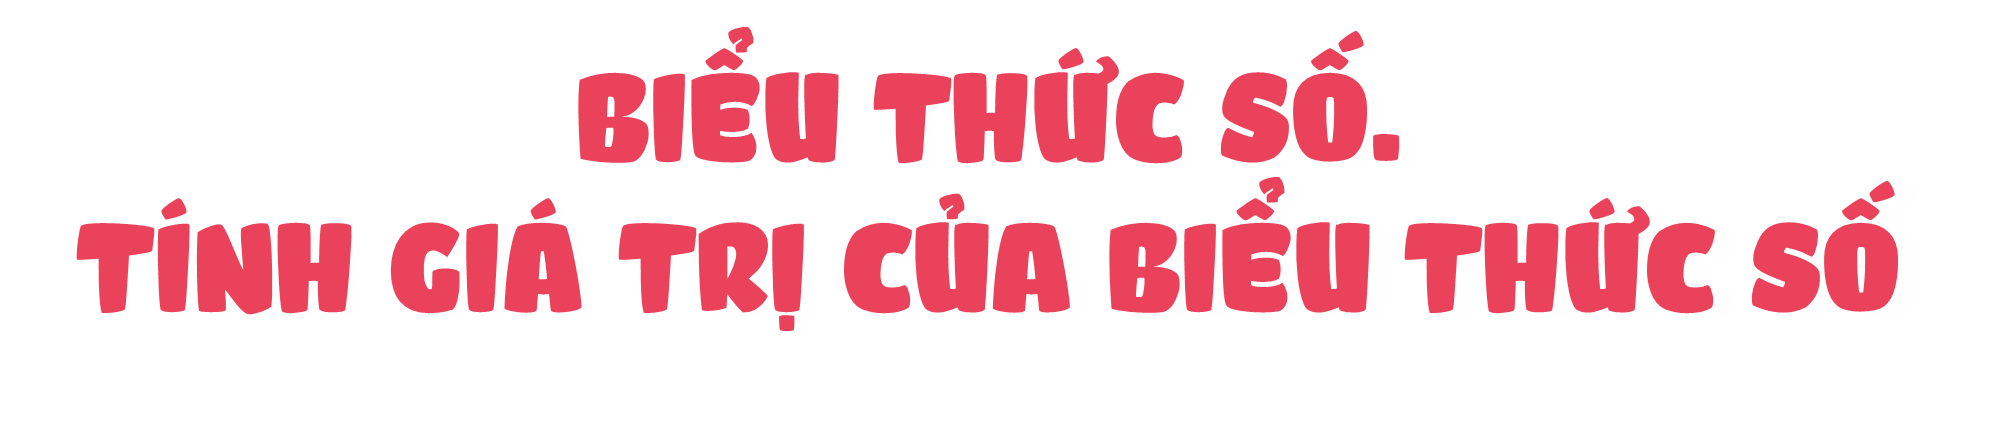 BIỂU THỨC SỐ.
TÍNH GIÁ TRỊ CỦA BIỂU THỨC SỐ